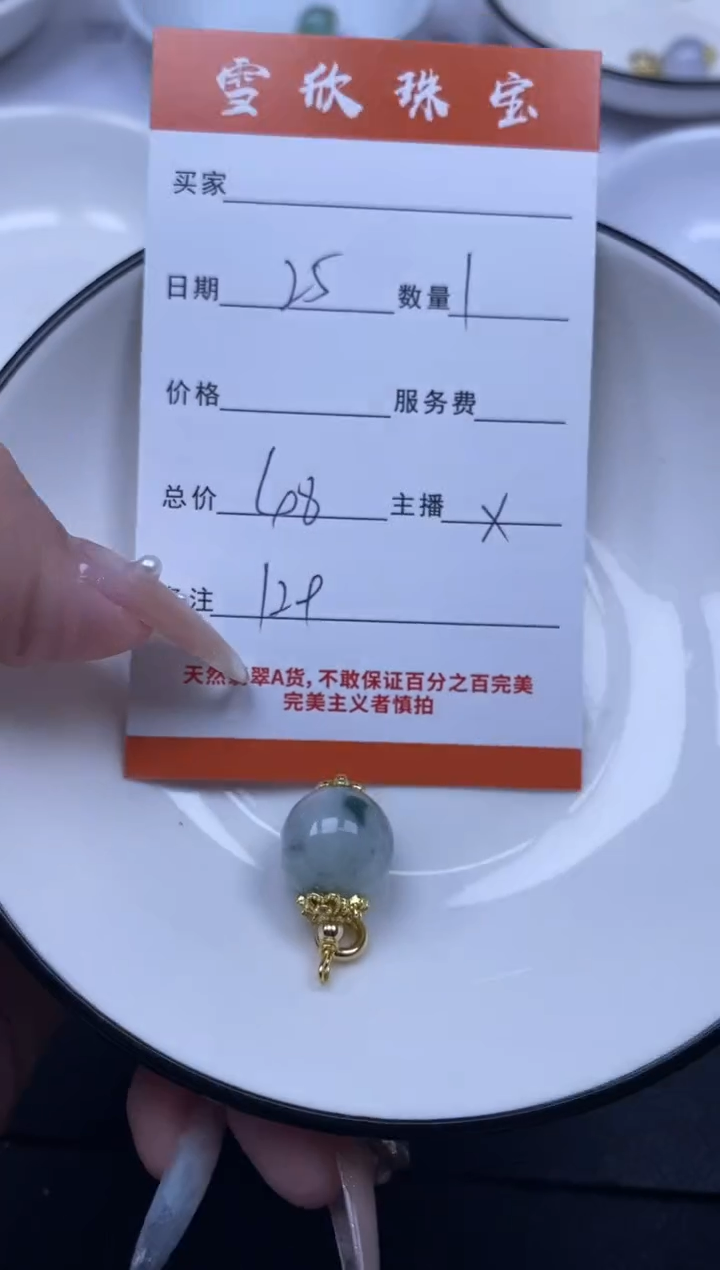 雪欣珠宝
买家
日期 25 数量 1
价格 服务费
总价 68 主播 X
注
天然翠A货,不敢保证百分之百完美
完美主义者慎拍